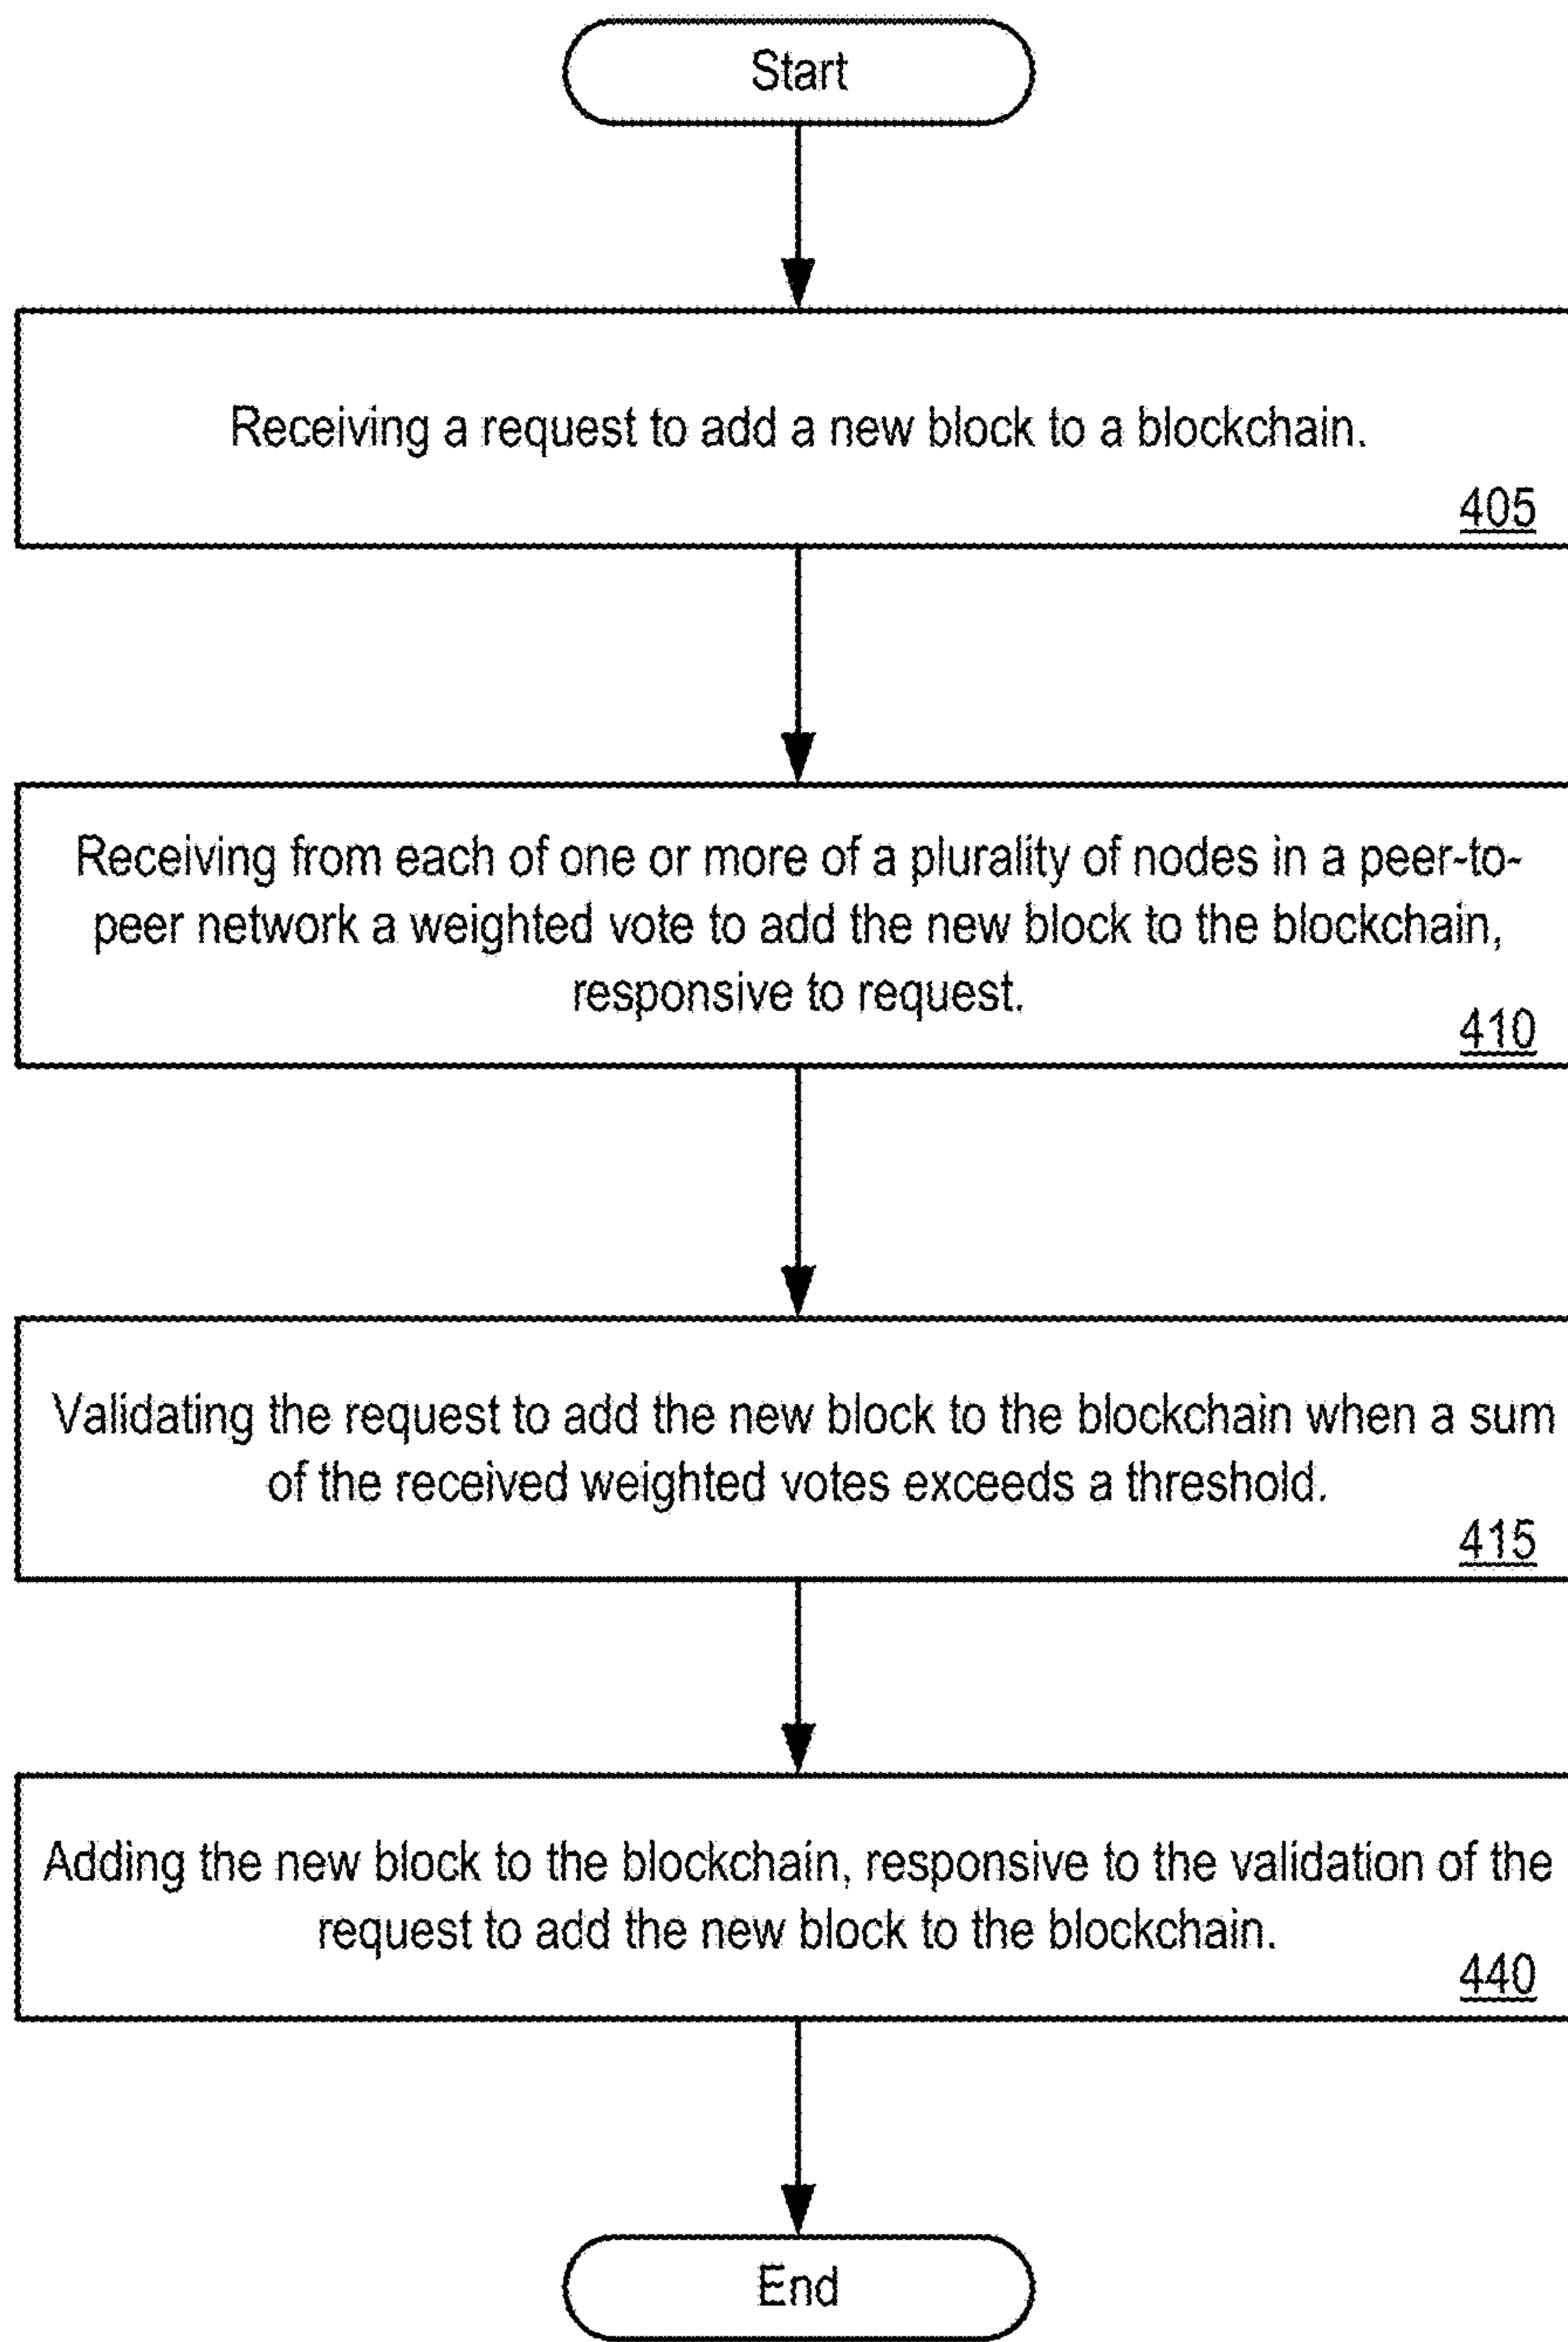 Start
Receiving a request to add a new block to a blockchain.
405
Receiving from each of one or more of a plurality of nodes in a peer-to-
peer network a weighted vote to add the new block to the blockchain,
responsive to request.
410
Validating the request to add the new block to the blockchain when a sum
of the received weighted votes exceeds a threshold.
415
Adding the new block to the blockchain, responsive to the validation of the
request to add the new block to the blockchain.
440
End